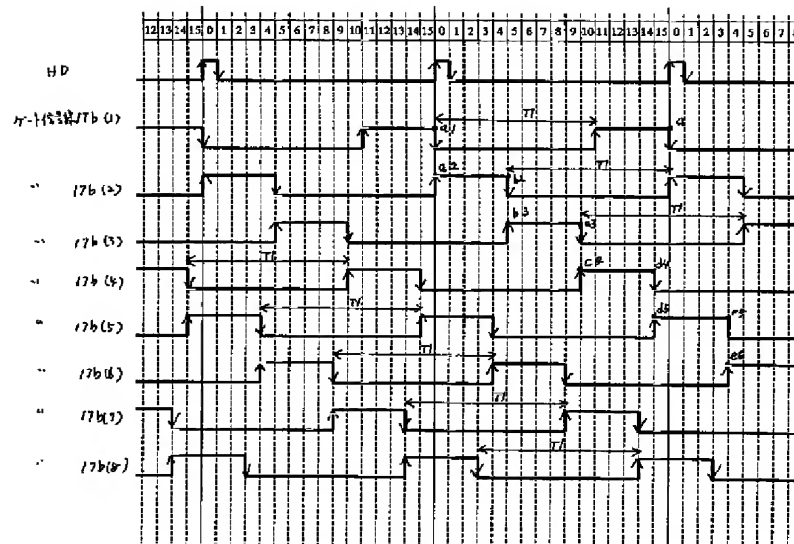 12 13 14 15 0 1 2 3 4 5 6 7 8 9 10 11 12 13 14 15 0 1 2 3 4 5 6 7 8 9 10 11 12 13 14 15 0 1 2 3 4 5 6 7
HD
T1
ゲート信号線17b (1)
a1
a
T1
〃 17b (2)
a2
b2
T1
〃 17b (3)
b3
c3
T1
〃 17b (4)
c4
d4
T1
〃 17b (5)
d5
e5
T1
〃 17b (6)
e6
T1
〃 17b (7)
T1
〃 17b (8)